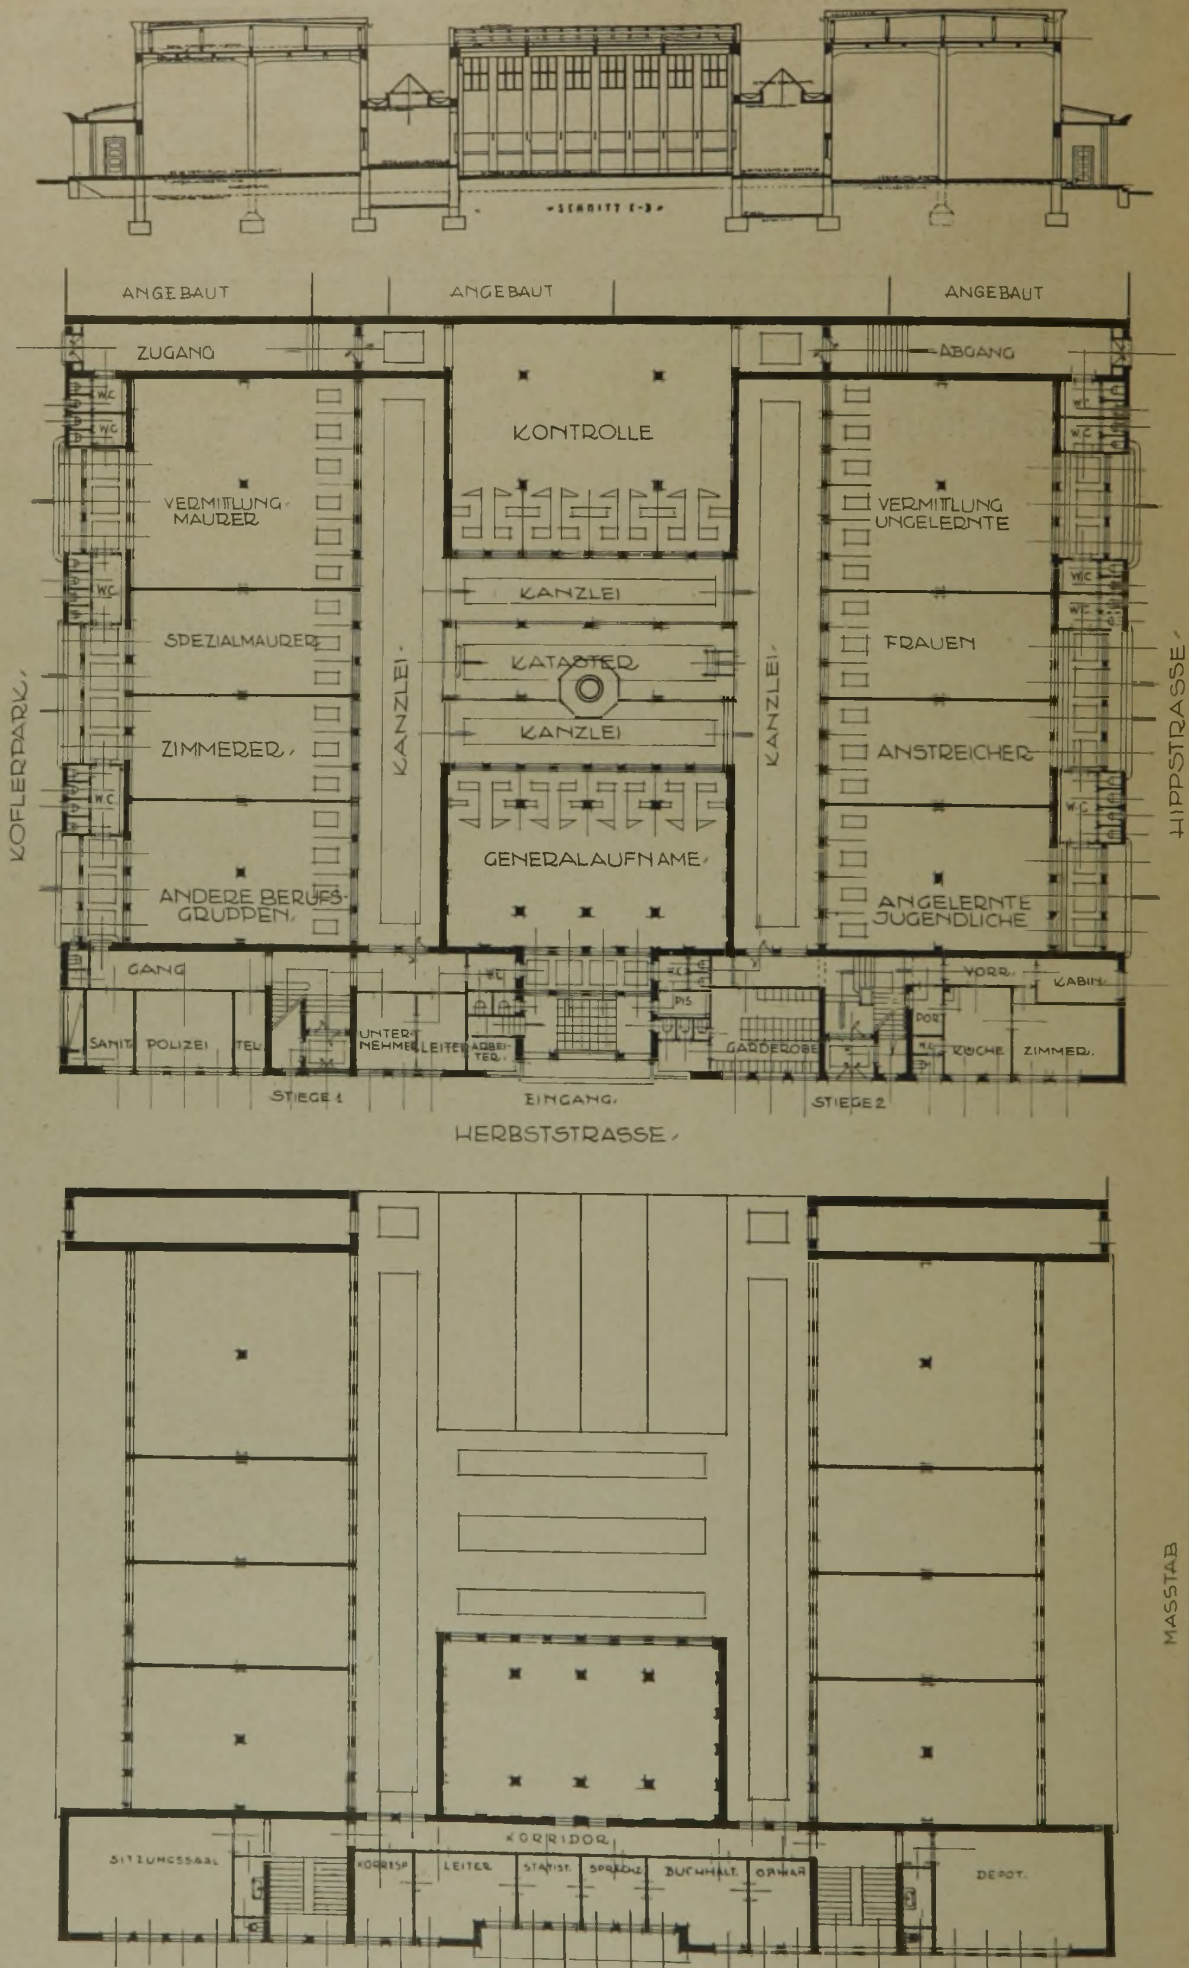 SCHNITT
ANGEBAUT
ANGEBAUT
ANGEBAUT
ZUGANG
ABGANG
W.C
W.C
W.C
W.C
KONTROLLE
VERMITTLUNG
MAURER
VERMITTLUNG
UNGELERNTE
W.C
W.C
W.C
KANZLEI
SPEZIALMAURER
FRAUEN
KATASTER
KANZLEI
KANZLEI
KANZLEI
KOFLERPARK
HIPPSTRASSE
ZIMMERER
ANSTREICHER
W.C
W.C
GENERALAUFNAME
ANDERE BERUFS-
GRUPPEN
ANGELERNTE
JUGENDLICHE
GANG
VORR.
KABIN.
PIS
POR
SANIT.
POLIZEI
TEL.
UNTER-
NEHMER
LEITER
ARBEI-
TER.
GARDEROBE
KÜCHE
ZIMMER.
STIEGE 1
EINGANG.
STIEGE 2
HERBSTSTRASSE
MASSTAB
KORRIDOR
SITZUNGSSAAL
KORRESP
LEITER
STATIST.
SPRECHZ
BUCHHALT.
DEPOT.